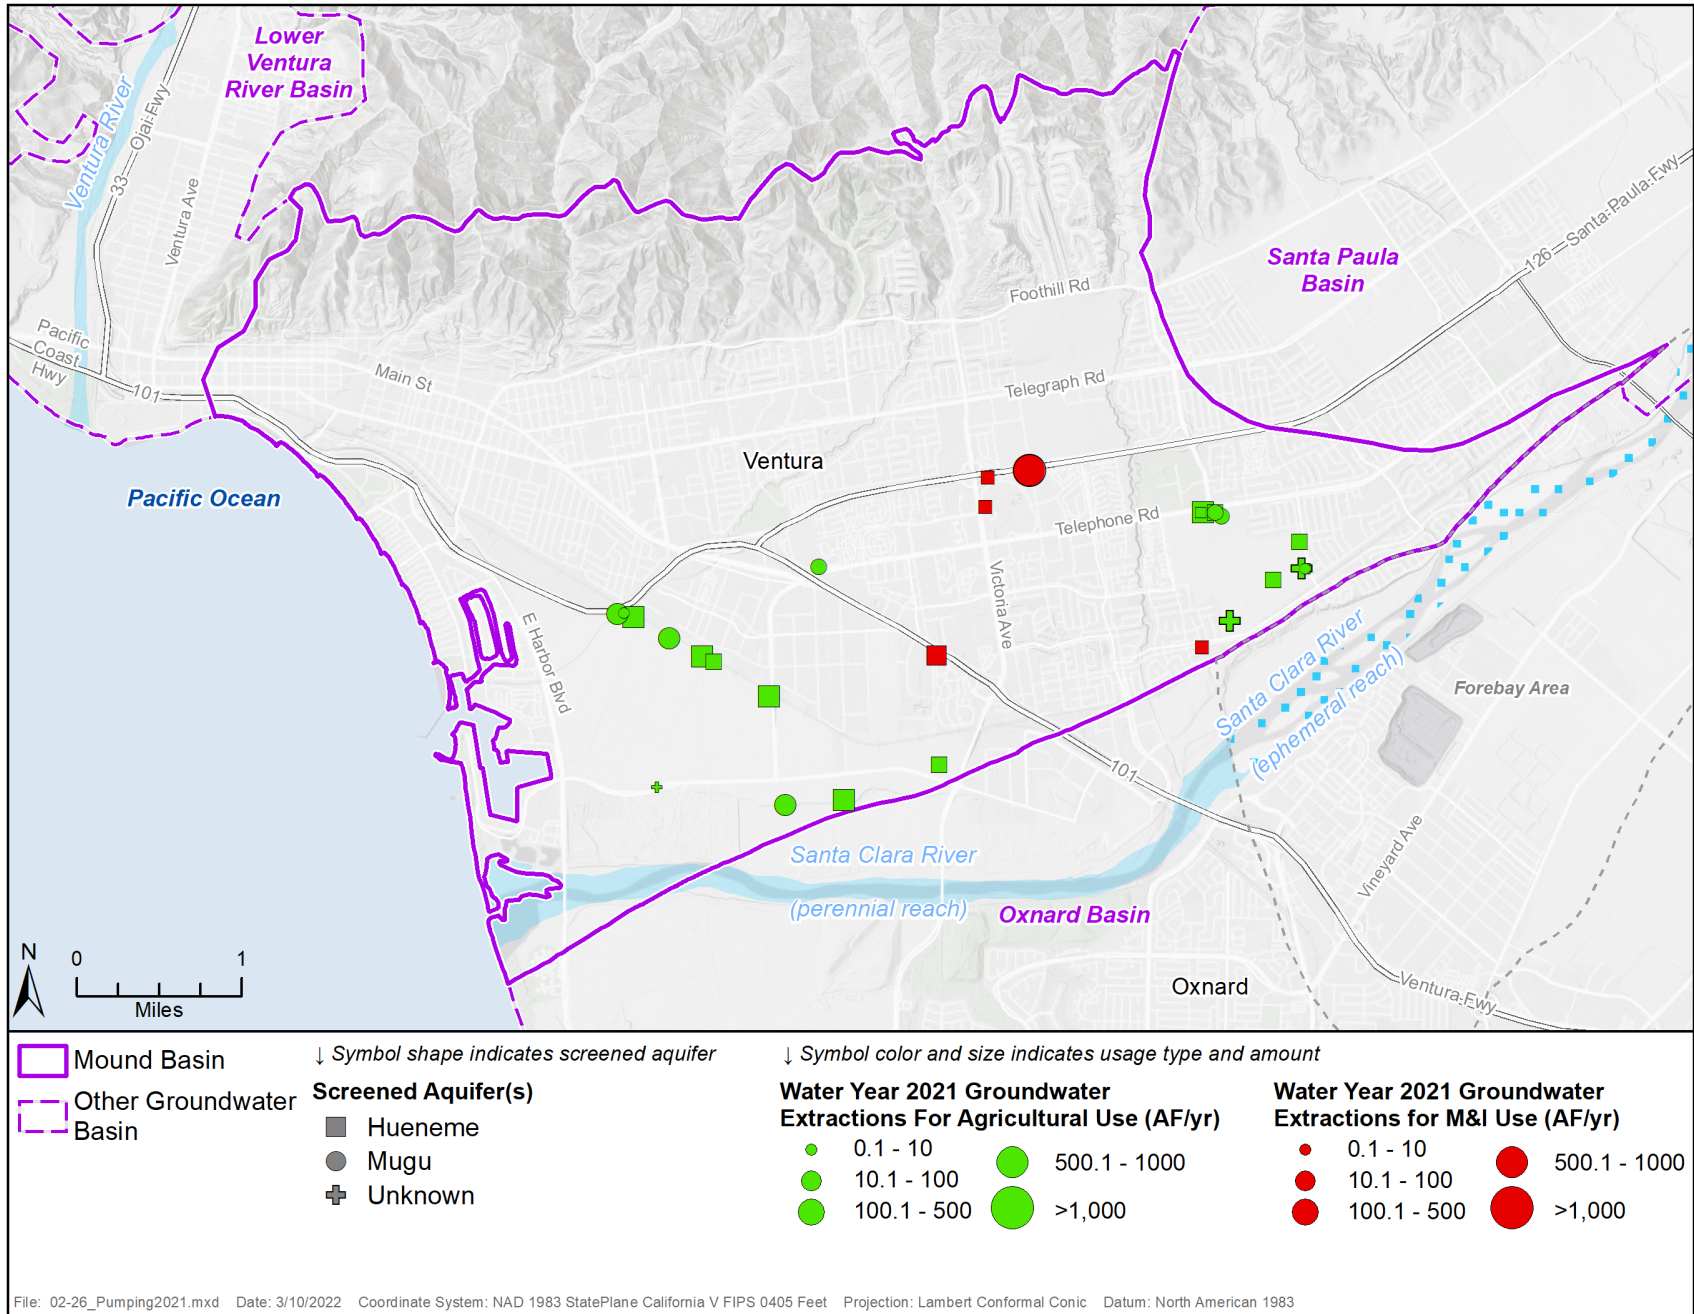 Lower
Ventura
River Basin
Ventura River
Ojai-Fwy
33
Ventura Ave
Santa-Paula-Fwy
126
Santa Paula
Basin
Foothill Rd
Pacific
Coast
Hwy
101
Main St
Telegraph Rd
Ventura
Pacific Ocean
Telephone Rd
Victoria Ave
E Harbor Blvd
Santa Clara River
(ephemeral reach)
Forebay Area
101
Santa Clara River
(perennial reach)
Oxnard Basin
Vineyard Ave
Oxnard
Ventura-Fwy
N
0 1
Miles
Mound Basin
Other Groundwater
Basin
↓ Symbol shape indicates screened aquifer
Screened Aquifer(s)
Hueneme
Mugu
Unknown
↓ Symbol color and size indicates usage type and amount
Water Year 2021 Groundwater
Extractions For Agricultural Use (AF/yr)
0.1 - 10
10.1 - 100
100.1 - 500
500.1 - 1000
>1,000
Water Year 2021 Groundwater
Extractions for M&I Use (AF/yr)
0.1 - 10
10.1 - 100
100.1 - 500
500.1 - 1000
>1,000
File: 02-26_Pumping2021.mxd Date: 3/10/2022 Coordinate System: NAD 1983 StatePlane California V FIPS 0405 Feet Projection: Lambert Conformal Conic Datum: North American 1983